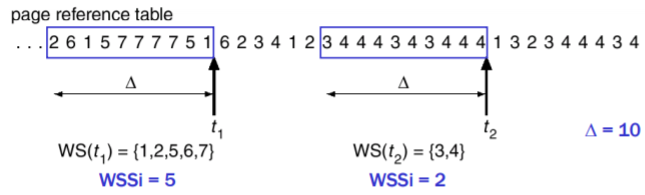 page reference table
. . . 2 6 1 5 7 7 7 7 5 1 6 2 3 4 1 2 3 4 4 4 3 4 3 4 4 4 1 3 2 3 4 4 4 3 4
Δ Δ
t₁ t₂ Δ = 10
WS(t₁) = {1,2,5,6,7} WS(t₂) = {3,4}
WSSi = 5 WSSi = 2